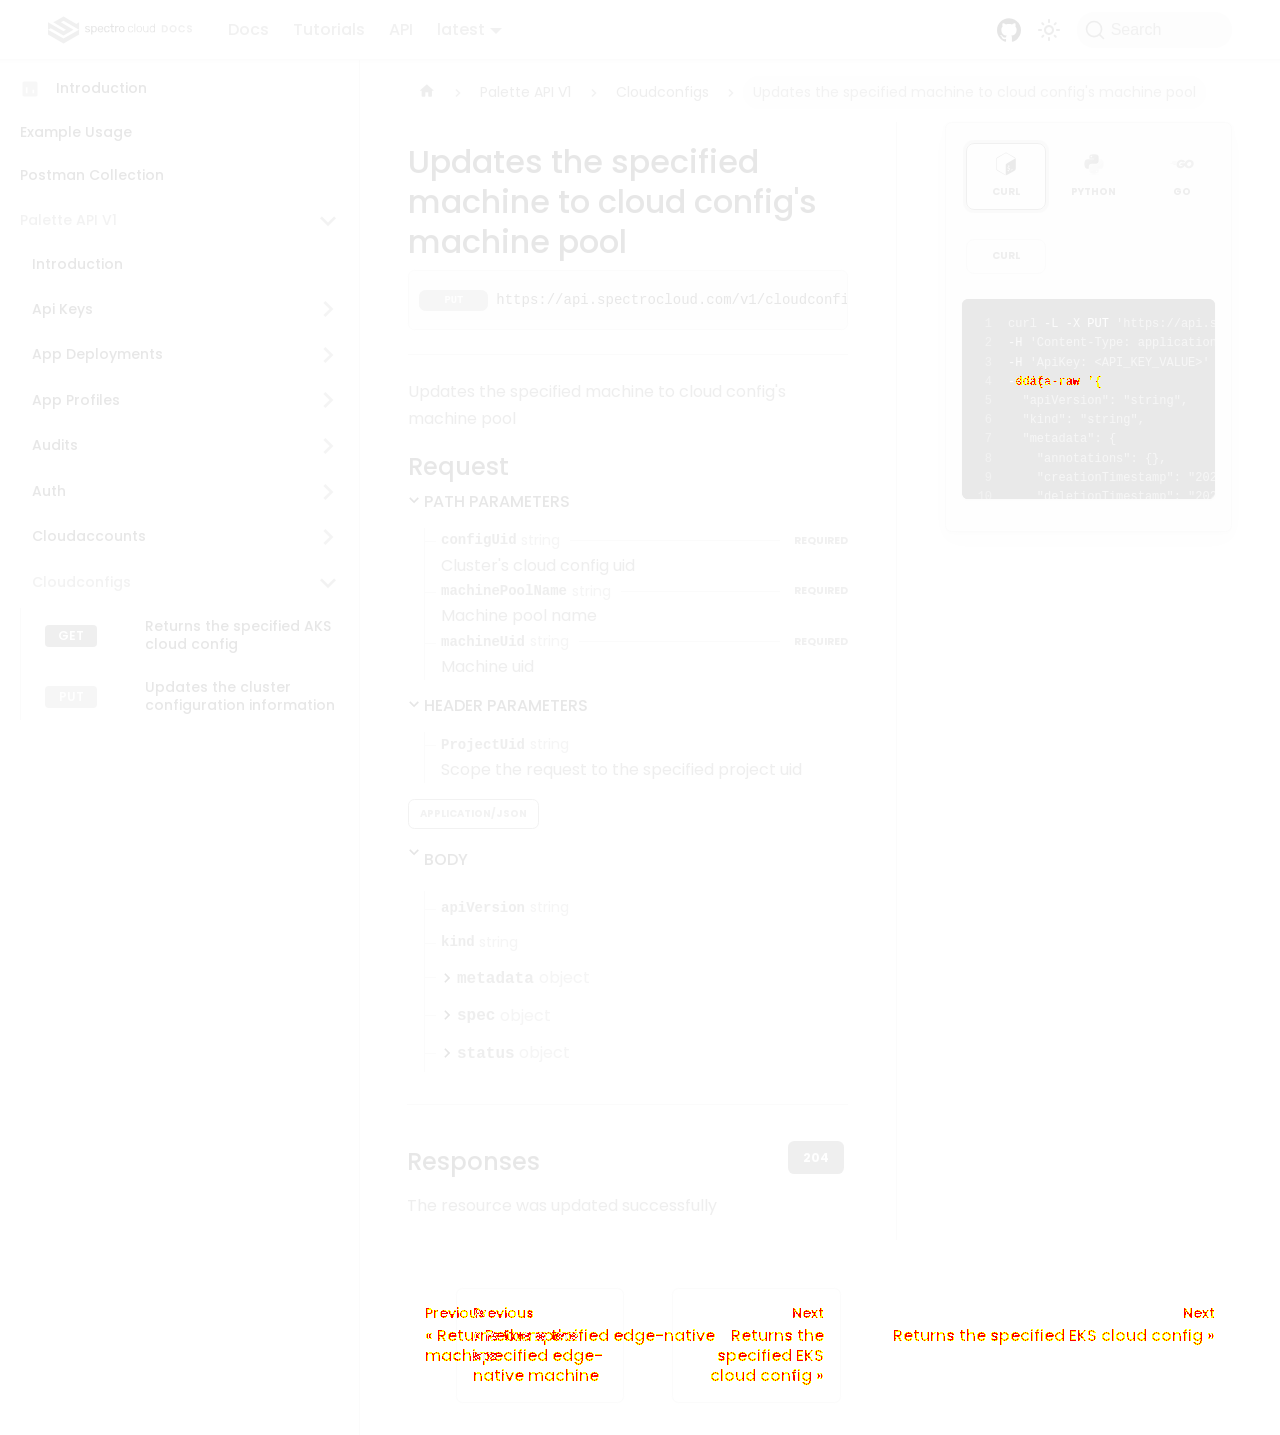 spectro cloud DOCS
Docs
Tutorials
API
latest
Search
Introduction
Example Usage
Postman Collection
Palette API V1
Introduction
Api Keys
App Deployments
App Profiles
Audits
Auth
Cloudaccounts
Cloudconfigs
GET
Returns the specified AKS
cloud config
PUT
Updates the cluster
configuration information
Palette API V1
Cloudconfigs
Updates the specified machine to cloud config's machine pool
Updates the specified
machine to cloud config's
machine pool
PUT https://api.spectrocloud.com/v1/cloudconfi
Updates the specified machine to cloud config's
machine pool
Request
PATH PARAMETERS
configUid string REQUIRED
Cluster's cloud config uid
machinePoolName string REQUIRED
Machine pool name
machineUid string REQUIRED
Machine uid
HEADER PARAMETERS
ProjectUid string
Scope the request to the specified project uid
APPLICATION/JSON
BODY
apiVersion string
kind string
metadata object
spec object
status object
Responses
204
The resource was updated successfully
CURL
PYTHON
GO
CURL
1 curl -L -X PUT 'https://api.s
2 -H 'Content-Type: application
3 -H 'ApiKey: <API_KEY_VALUE>'
4
5 "apiVersion": "string",
6 "kind": "string",
7 "metadata": {
8 "annotations": {},
9 "creationTimestamp": "202
10 "deletionTimestamp": "202
Previous
Previous
specified edge-native
specified edge-
native machine
Next
Returns the
specified EKS
cloud config »
Next
Returns the specified EKS cloud config »